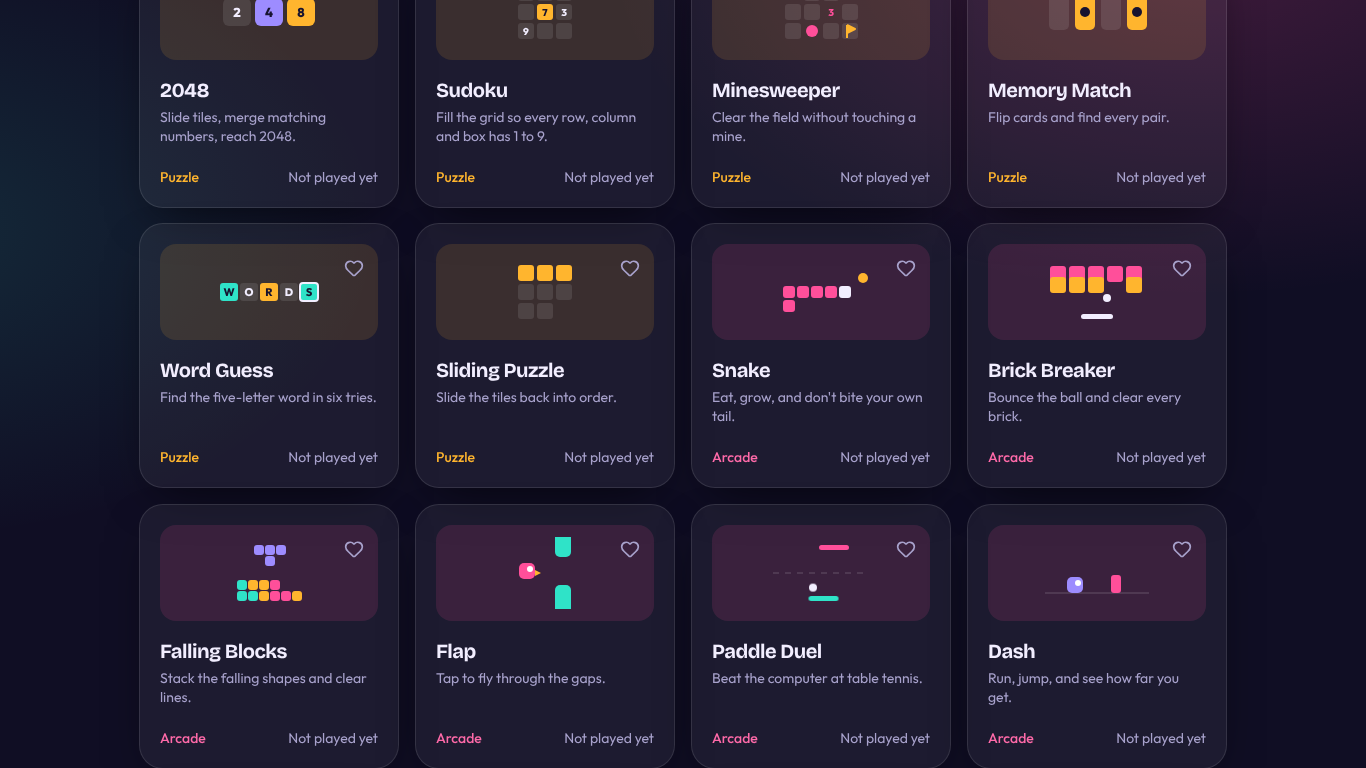 2 4 8
7 3
9
3
2048
Slide tiles, merge matching
numbers, reach 2048.
Puzzle
Not played yet
Sudoku
Fill the grid so every row, column
and box has 1 to 9.
Puzzle
Not played yet
Minesweeper
Clear the field without touching a
mine.
Puzzle
Not played yet
Memory Match
Flip cards and find every pair.
Puzzle
Not played yet
W O R D S
Word Guess
Find the five-letter word in six tries.
Puzzle
Not played yet
Sliding Puzzle
Slide the tiles back into order.
Puzzle
Not played yet
Snake
Eat, grow, and don't bite your own
tail.
Arcade
Not played yet
Brick Breaker
Bounce the ball and clear every
brick.
Arcade
Not played yet
Falling Blocks
Stack the falling shapes and clear
lines.
Arcade
Not played yet
Flap
Tap to fly through the gaps.
Arcade
Not played yet
Paddle Duel
Beat the computer at table tennis.
Arcade
Not played yet
Dash
Run, jump, and see how far you
get.
Arcade
Not played yet